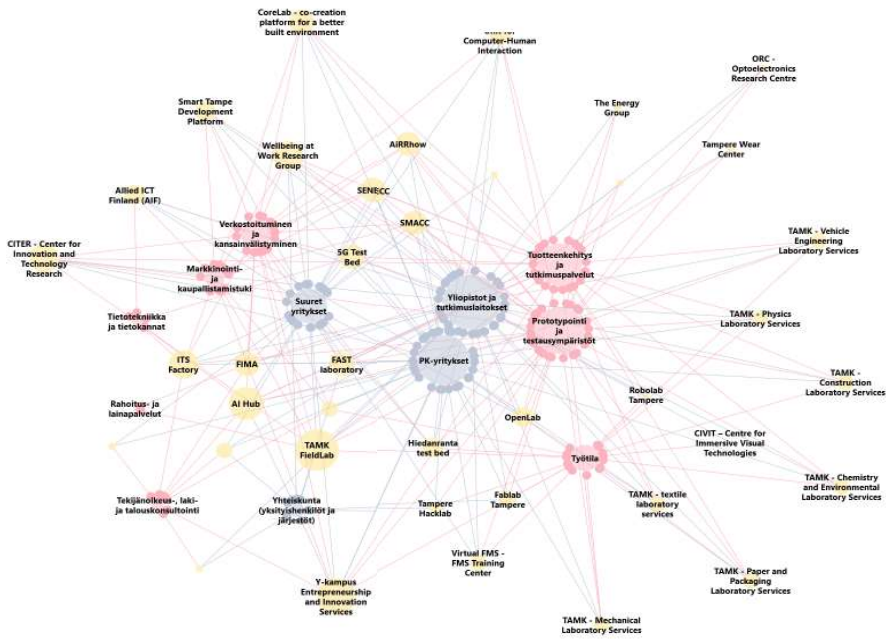 CoreLab - co-creation
platform for a better
built environment
Computer-Human
Interaction
ORC -
Optoelectronics
Research Centre
Smart Tampe
Development
Platform
The Energy
Group
Wellbeing at
Work Research
Group
AiRRhow
Tampere Wear
Center
Allied ICT
Finland (AIF)
SMACC
Verkostoituminen
ja
kansainvälistyminen
CITER - Center for
Innovation and
Technology
Research
TAMK - Vehicle
Engineering
Laboratory Services
5G Test
Bed
Tuotteenkehitys
ja
tutkimuspalvelut
Markkinointi-
ja
kaupallistamistuki
Suuret
yritykset
Yliopistot ja
tutkimuslaitokset
Tietotekniikka
ja tietokannat
Prototypointi
ja
testausympäristöt
TAMK - Physics
Laboratory Services
ITS
Factory
FIMA
FAST
laboratory
PK-yritykset
TAMK -
Construction
Laboratory Services
Rahoitus- ja
lainapalvelut
AI Hub
Robolab
Tampere
OpenLab
TAMK
FieldLab
Hiedanranta
test bed
CIVIT – Centre for
Immersive Visual
Technologies
Työtila
TAMK - Chemistry
and Environmental
Laboratory Services
Tekijänoikeus-, laki-
ja talouskonsultointi
Yhteiskunta
(yksityishenkilöt ja
järjestöt)
Tampere
Hacklab
Fablab
Tampere
TAMK - textile
laboratory
services
Virtual FMS -
FMS Training
Center
Y-kampus
Entrepreneurship
and Innovation
Services
TAMK - Paper and
Packaging
Laboratory Services
TAMK - Mechanical
Laboratory Services